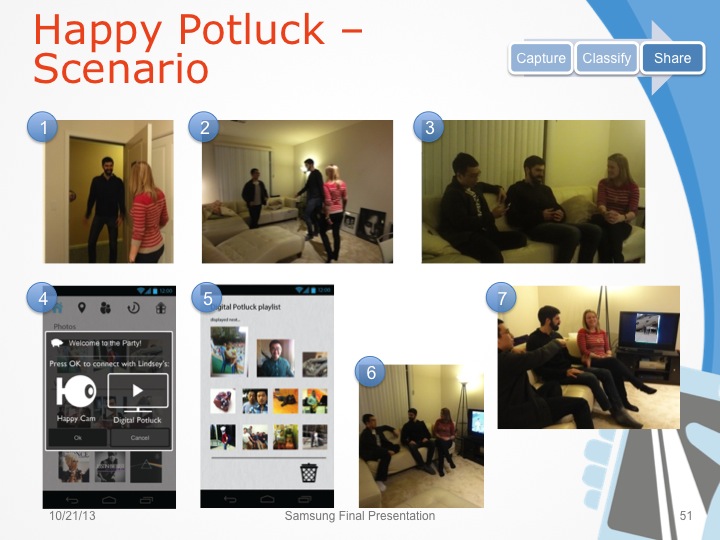 Happy Potluck –
Scenario
Capture Classify Share
1
2
3
4
12:00
Photos
Welcome to the Party!
Press OK to connect with Lindsey's:
Happy Cam
Digital Potluck
Ok
Cancel
5
12:00
Digital Potluck playlist
displayed next...
6
7
10/21/13
Samsung Final Presentation
51